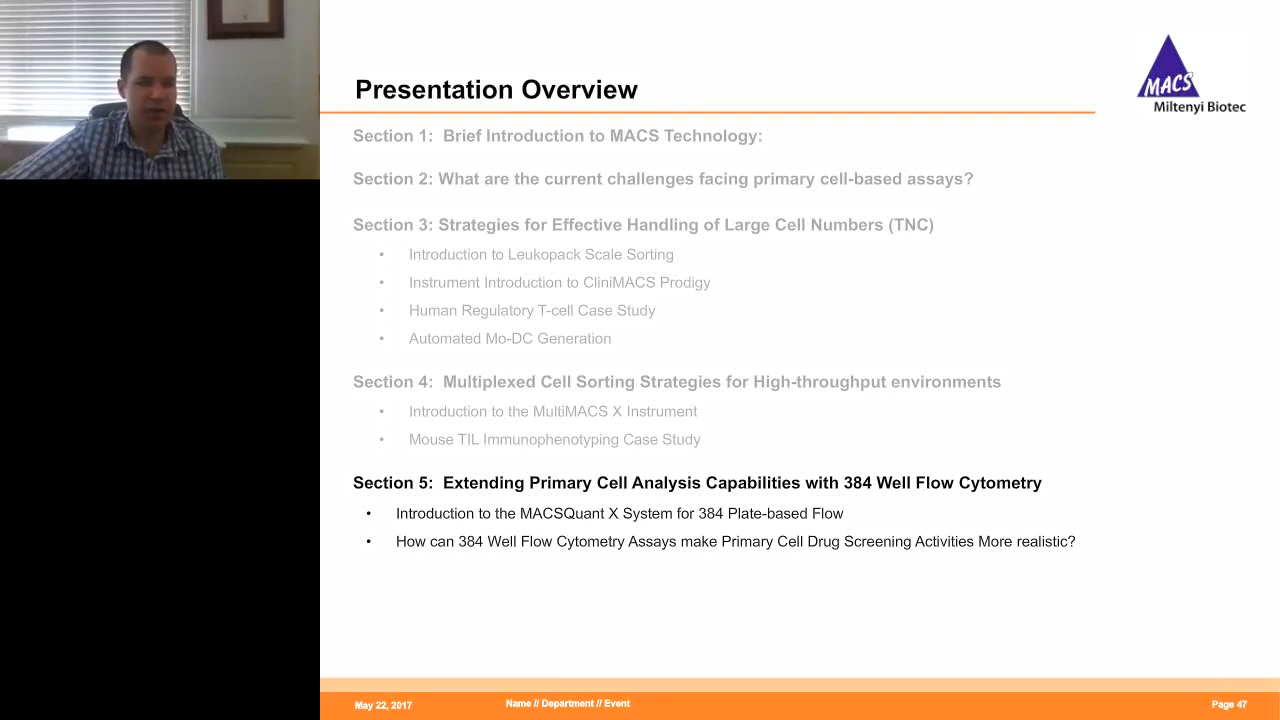 Presentation Overview
MACS
Miltenyi Biotec
Section 1: Brief Introduction to MACS Technology:
Section 2: What are the current challenges facing primary cell-based assays?
Section 3: Strategies for Effective Handling of Large Cell Numbers (TNC)
• Introduction to Leukopack Scale Sorting
• Instrument Introduction to CliniMACS Prodigy
• Human Regulatory T-cell Case Study
• Automated Mo-DC Generation
Section 4: Multiplexed Cell Sorting Strategies for High-throughput environments
• Introduction to the MultiMACS X Instrument
• Mouse TIL Immunophenotyping Case Study
Section 5: Extending Primary Cell Analysis Capabilities with 384 Well Flow Cytometry
• Introduction to the MACSQuant X System for 384 Plate-based Flow
• How can 384 Well Flow Cytometry Assays make Primary Cell Drug Screening Activities More realistic?
May 22, 2017
Name // Department // Event
Page 47